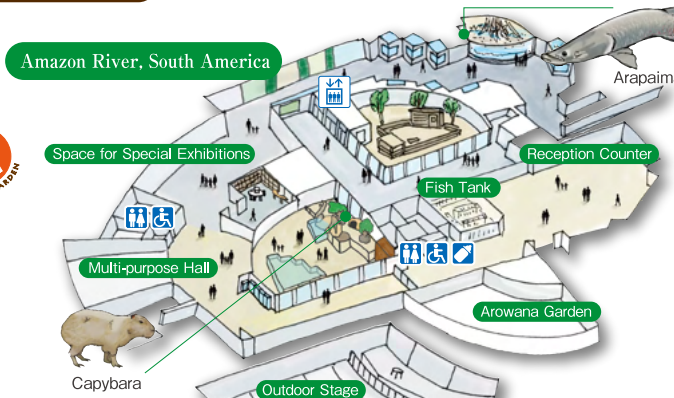 Amazon River, South America
Arapaim
Space for Special Exhibitions
Reception Counter
Fish Tank
Multi-purpose Hall
Arowana Garden
Capybara
Outdoor Stage
ARDEN